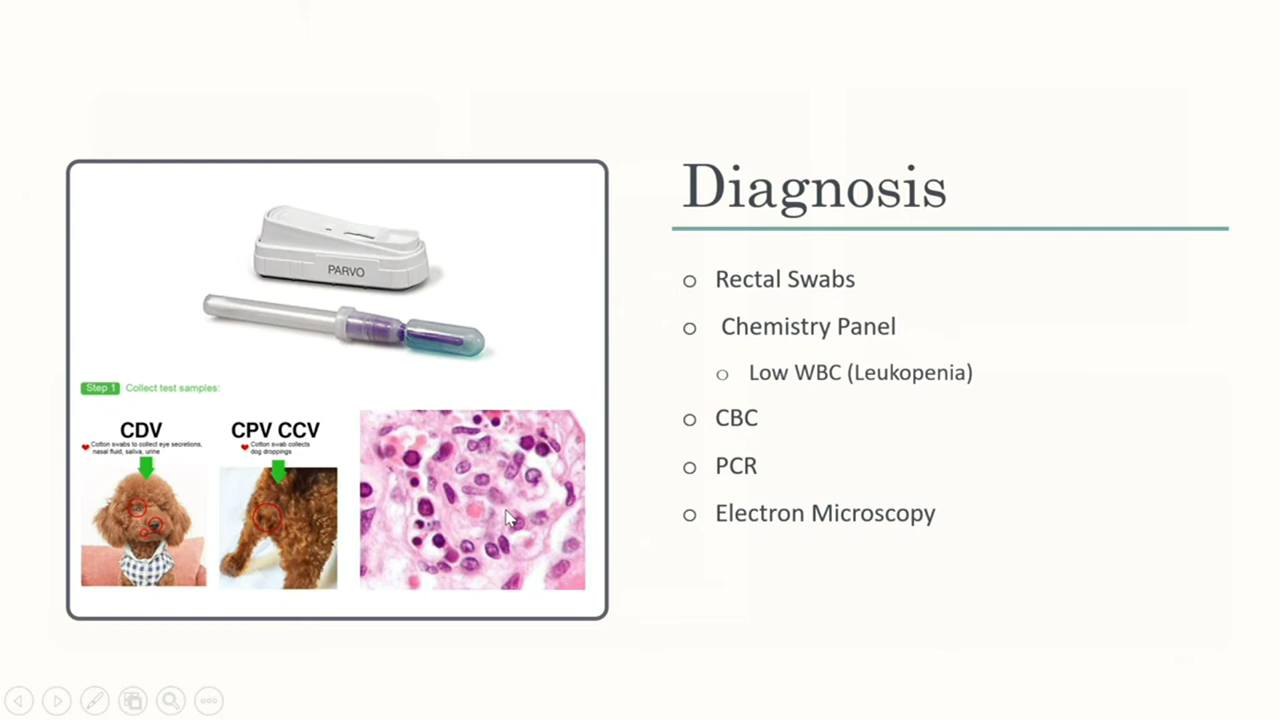 PARVO
Step 1 Collect test samples:
CDV
Cotton swabs to collect eye secretions,
nasal fluid, saliva, urine
CPV CCV
Cotton swab collects
dog droppings
Diagnosis
Rectal Swabs
Chemistry Panel
Low WBC (Leukopenia)
CBC
PCR
Electron Microscopy